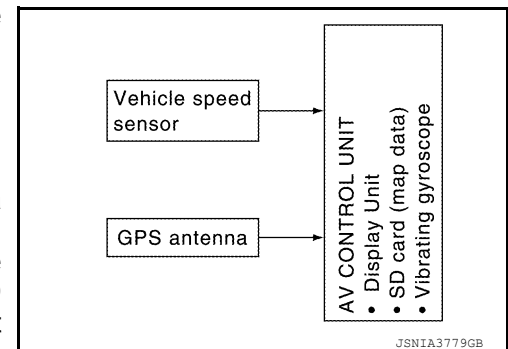 Vehicle speed
sensor
GPS antenna
AV CONTROL UNIT
• Display Unit
• SD card (map data)
• Vibrating gyroscope
JSNIA3779GB